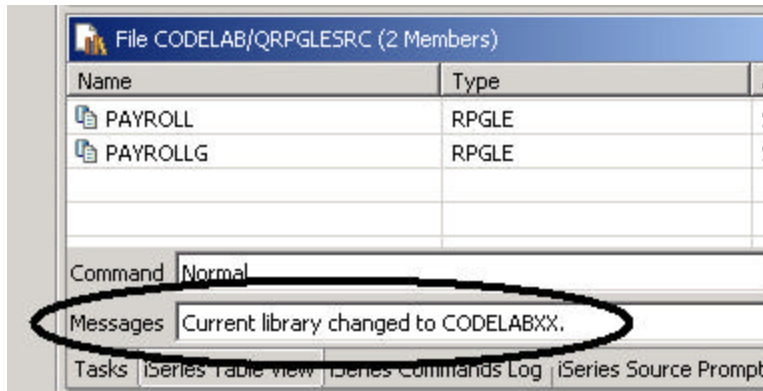 File CODELAB/QRPGLESRC (2 Members)
Name Type
PAYROLL RPGLE
PAYROLLG RPGLE
Command Normal
Messages Current library changed to CODELABXX.
Tasks iSeries Table View iSeries Commands Log iSeries Source Prompt